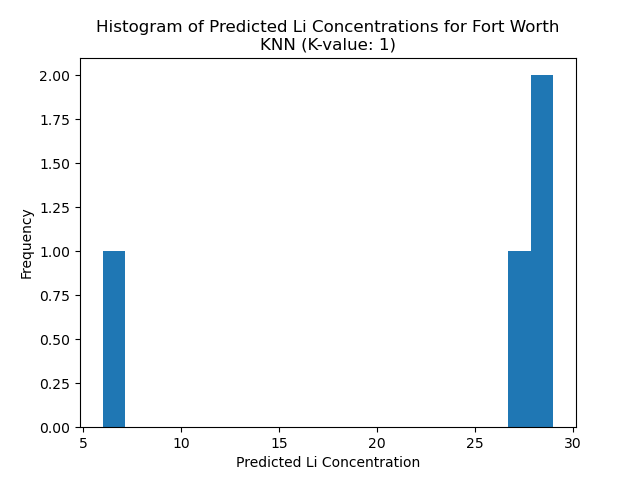 Histogram of Predicted Li Concentrations for Fort Worth
KNN (K-value: 1)
2.00
1.75
1.50
1.25
1.00
0.75
0.50
0.25
0.00
Frequency
5 10 15 20 25 30
Predicted Li Concentration